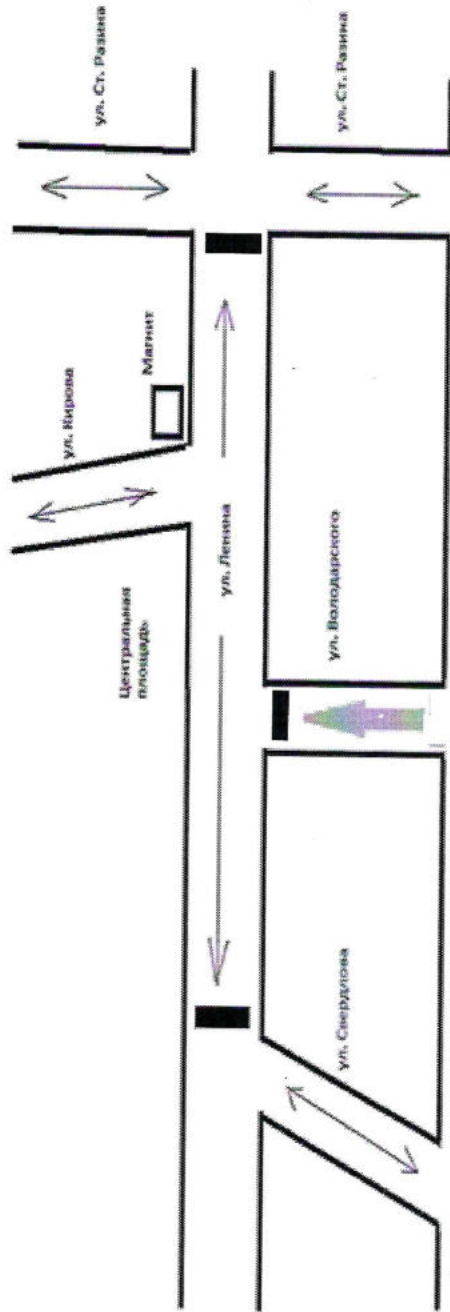 ул. Ст. Разина
ул. Ст. Разина
Магнит
ул. Кирова
ул. Ленина
Центральная
площадь
ул. Володарского
ул. Свердлова